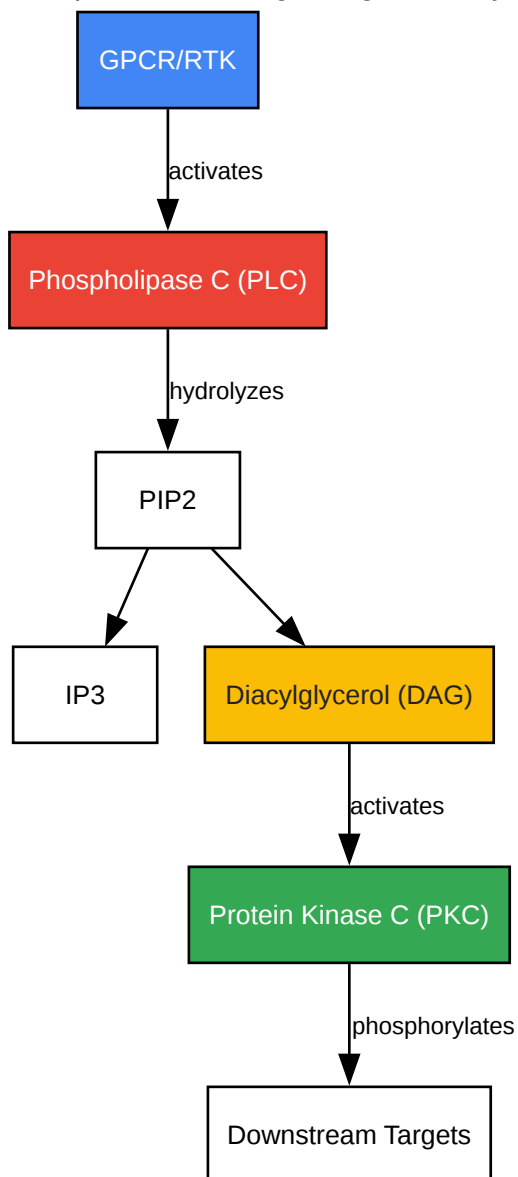 GPCR/RTK
activates
Phospholipase C (PLC)
hydrolyzes
PIP2
IP3
Diacylglycerol (DAG)
activates
Protein Kinase C (PKC)
phosphorylates
Downstream Targets